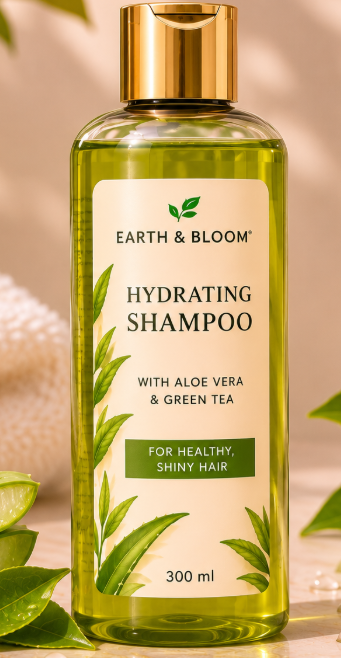 EARTH & BLOOM®
HYDRATING
SHAMPOO
WITH ALOE VERA
& GREEN TEA
FOR HEALTHY,
SHINY HAIR
300 ml